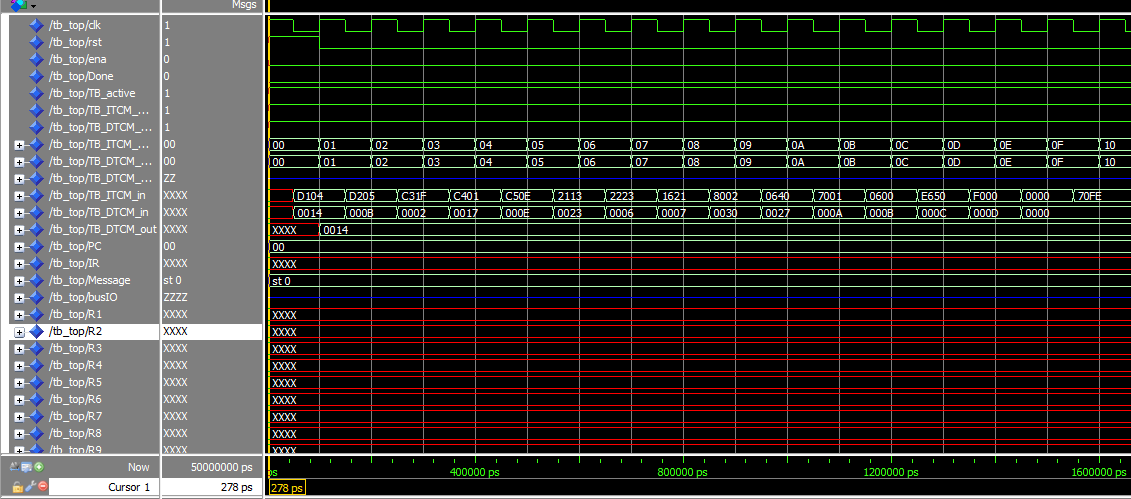 Msgs
/tb_top/clk 1
/tb_top/rst 1
/tb_top/ena 0
/tb_top/Done 0
/tb_top/TB_active 1
/tb_top/TB_ITCM_... 1
/tb_top/TB_DTCM_... 1
/tb_top/TB_ITCM_... 00 00 01 02 03 04 05 06 07 08 09 0A 0B 0C 0D 0E 0F 10
/tb_top/TB_DTCM_... 00 00 01 02 03 04 05 06 07 08 09 0A 0B 0C 0D 0E 0F 10
/tb_top/TB_DTCM_... ZZ
/tb_top/TB_ITCM_in XXXX D104 D205 C31F C401 C50E 2113 2223 1621 8002 0640 7001 0600 E650 F000 0000 70FE
/tb_top/TB_DTCM_in XXXX 0014 000B 0002 0017 000E 0023 0006 0007 0030 0027 000A 000B 000C 000D 0000
/tb_top/TB_DTCM_out XXXX XXXX 0014
/tb_top/PC 00 00
/tb_top/IR XXXX XXXX
/tb_top/Message st 0 st 0
/tb_top/busIO ZZZZ
/tb_top/R1 XXXX XXXX
/tb_top/R2 XXXX XXXX
/tb_top/R3 XXXX XXXX
/tb_top/R4 XXXX XXXX
/tb_top/R5 XXXX XXXX
/tb_top/R6 XXXX XXXX
/tb_top/R7 XXXX XXXX
/tb_top/R8 XXXX XXXX
/tb_top/R9 XXXX XXXX
Now 50000000 ps ps 400000 ps 800000 ps 1200000 ps 1600000 ps
Cursor 1 278 ps 278 ps